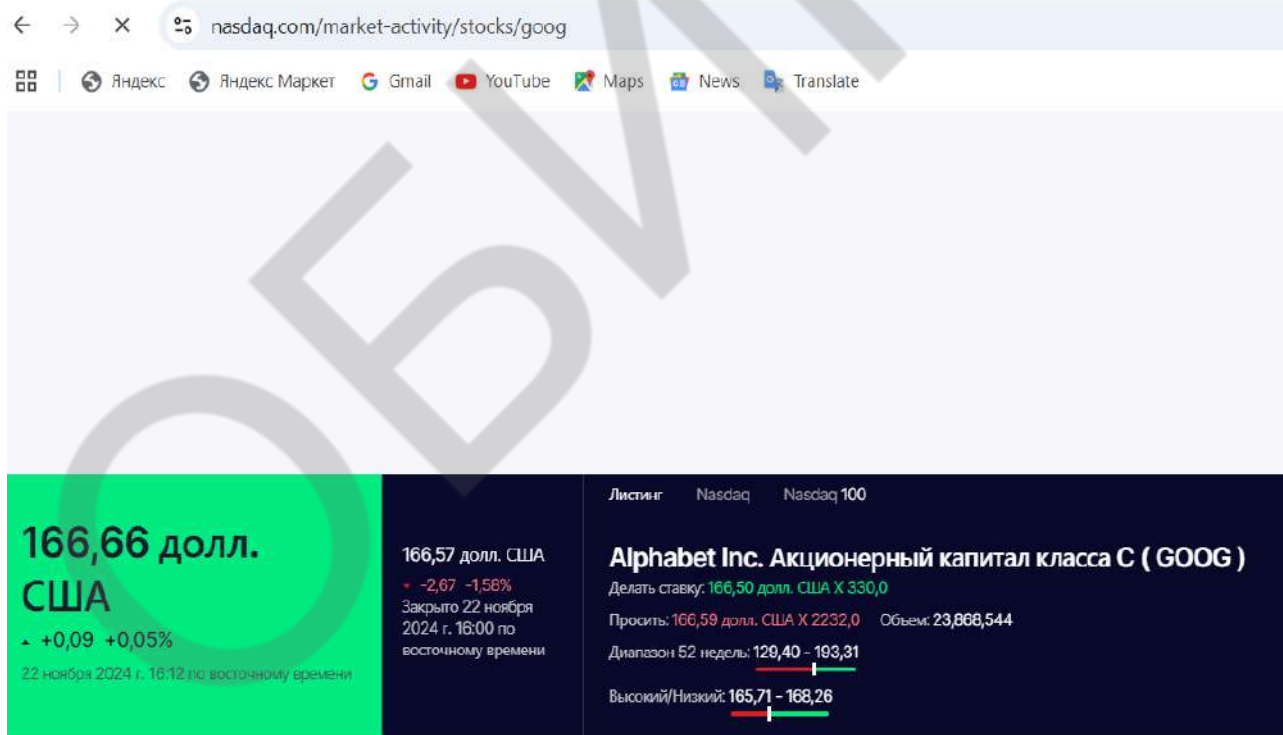 nasdaq.com/market-activity/stocks/goog
Яндекс Яндекс Маркет Gmail YouTube Maps News Translate
ОБИ
Листинг Nasdaq Nasdaq 100
166,66 долл.
США
+0,09 +0,05%
22 ноября 2024 г. 16:12 по восточному времени
166,57 долл. США
-2,67 -1,58%
Закрыто 22 ноября
2024 г. 16:00 по
восточному времени
Alphabet Inc. Акционерный капитал класса C ( GOOG )
Делать ставку: 166,50 долл. США X 330,0
Просить: 166,59 долл. США X 2232,0 Объем: 23,868,544
Диапазон 52 недель: 129,40 - 193,31
Высокий/Низкий: 165,71 - 168,26